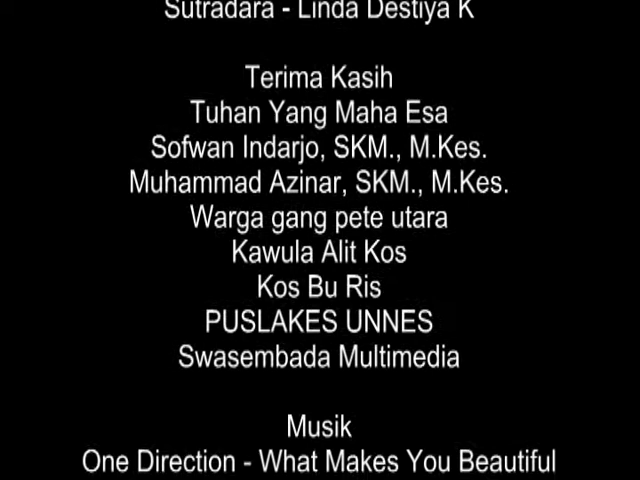 Sutradara - Linda Destiya K
Terima Kasih
Tuhan Yang Maha Esa
Sofwan Indarjo, SKM., M.Kes.
Muhammad Azinar, SKM., M.Kes.
Warga gang pete utara
Kawula Alit Kos
Kos Bu Ris
PUSLAKES UNNES
Swasembada Multimedia
Musik
One Direction - What Makes You Beautiful